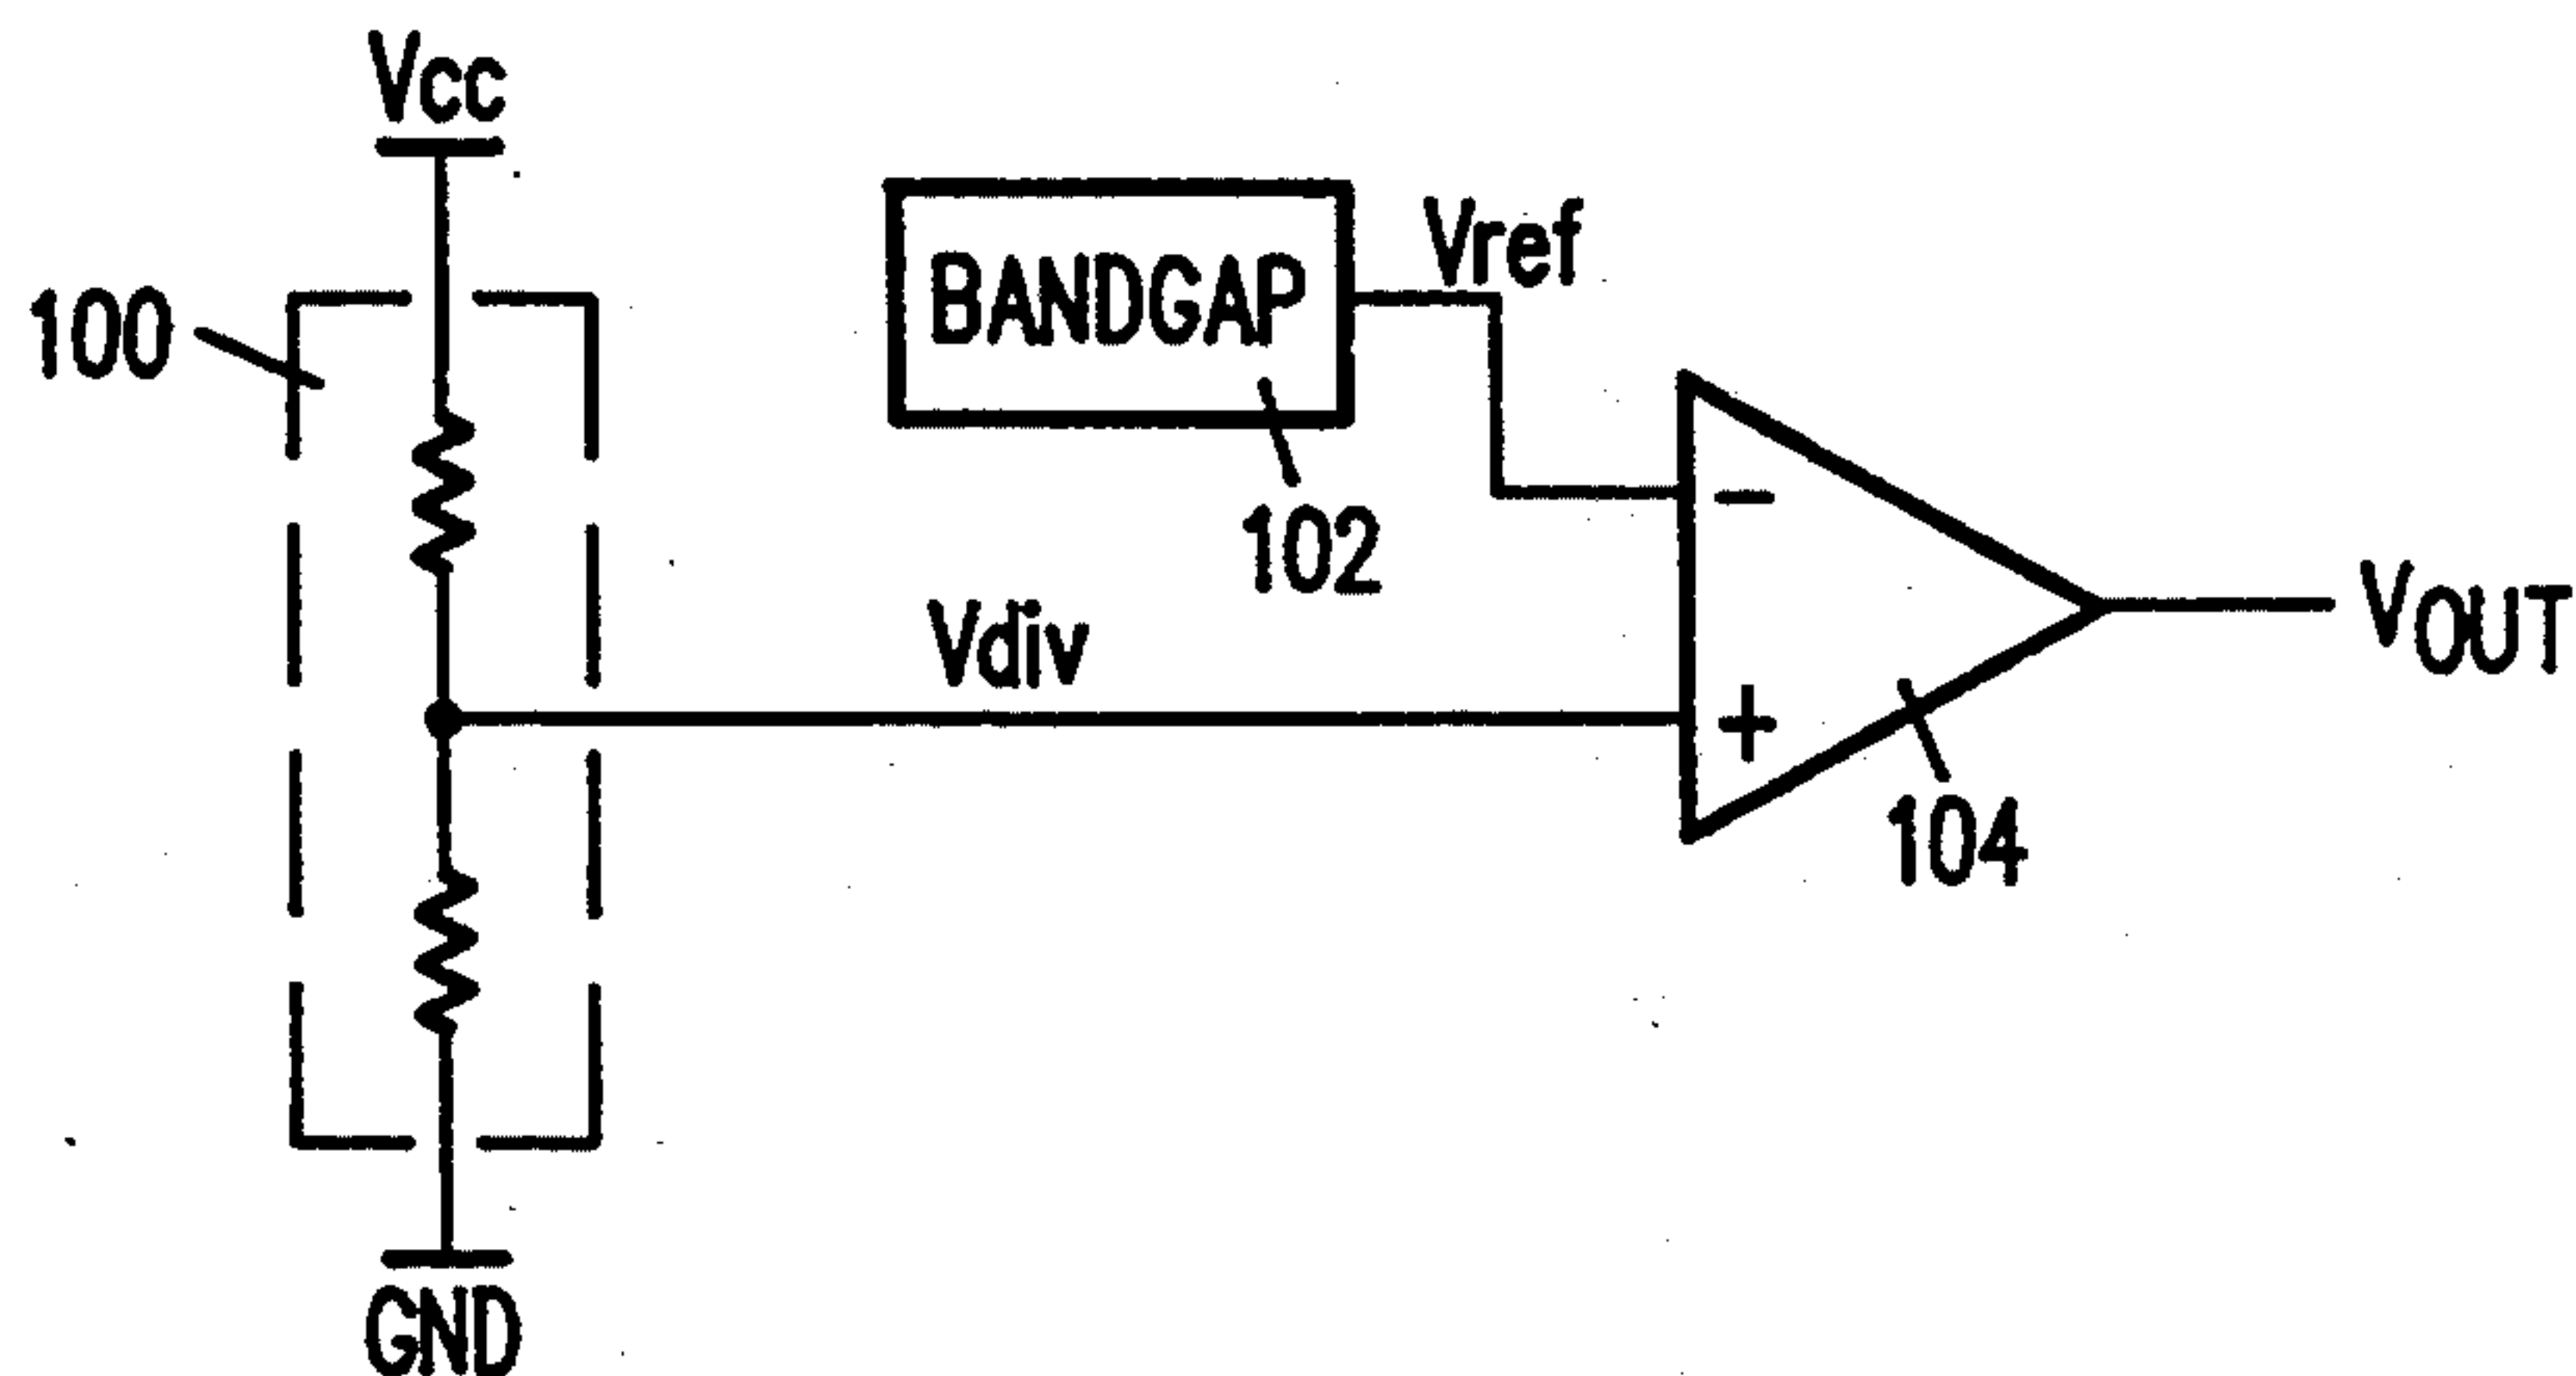 Vcc
100
BANDGAP
Vref
102
-
Vdiv
+
VOUT
104
GND